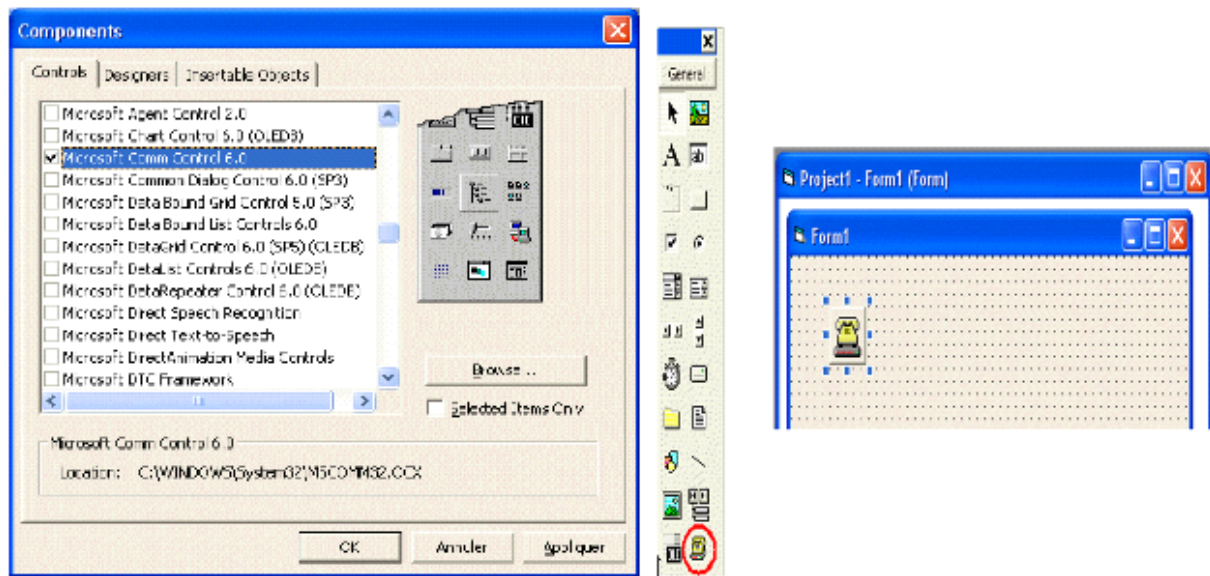 Components
Controls
Designers
Insertable Objects
Microsoft Agent Control 2.0
Microsoft Chart Control 6.0 (OLEDB)
Microsoft Comm Control 6.0
Microsoft Common Dialog Control 6.0 (SP3)
Microsoft Data Bound Grid Control 5.0 (SP3)
Microsoft Data Bound List Controls 6.0
Microsoft DataGrid Control 6.0 (SP5) (OLEDB)
Microsoft DataList Controls 6.0 (OLEDB)
Microsoft DataRepeater Control 6.0 (OLEDB)
Microsoft Direct Speech Recognition
Microsoft Direct Text-to-Speech
Microsoft DirectAnimation Media Controls
Microsoft DTC Framework
Browse ...
Selected Items Only
Microsoft Comm Control 6.0
Location: C:\WINDOWS\System32\MSCOMM32.OCX
OK
Annuler
Appliquer
General
A
ab
Project1 - Form1 (Form)
Form1